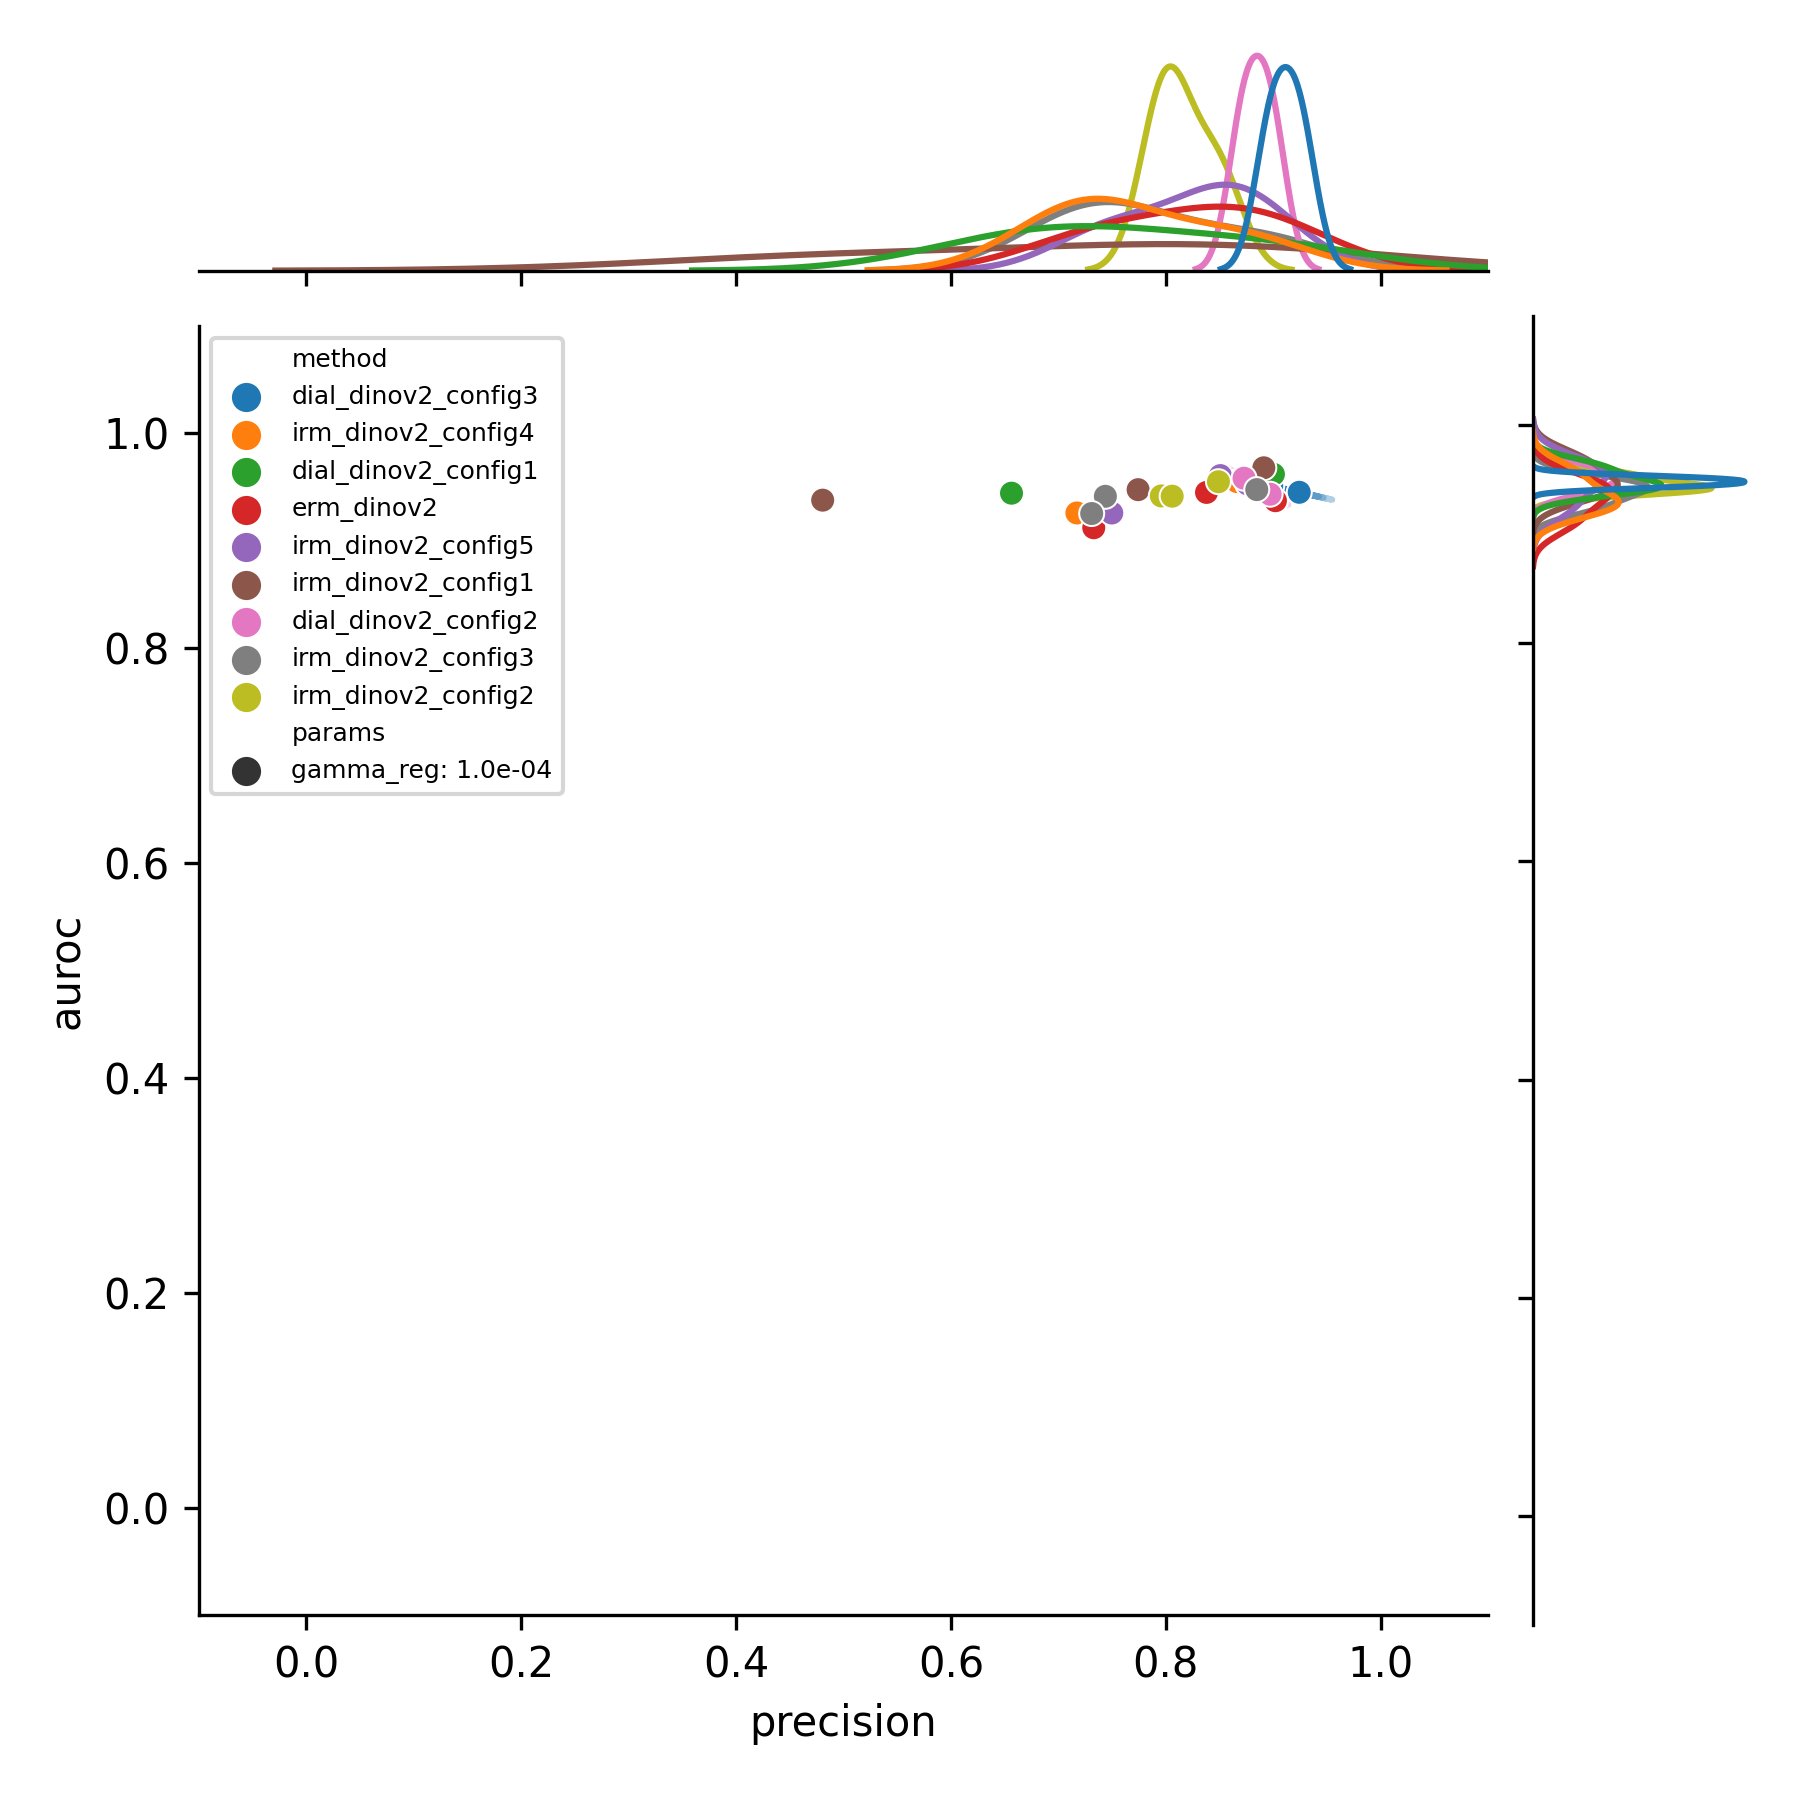 method
dial_dinov2_config3
irm_dinov2_config4
dial_dinov2_config1
erm_dinov2
irm_dinov2_config5
irm_dinov2_config1
dial_dinov2_config2
irm_dinov2_config3
irm_dinov2_config2
params
gamma_reg: 1.0e-04
1.0
0.8
0.6
0.4
0.2
0.0
auroc
0.0 0.2 0.4 0.6 0.8 1.0
precision